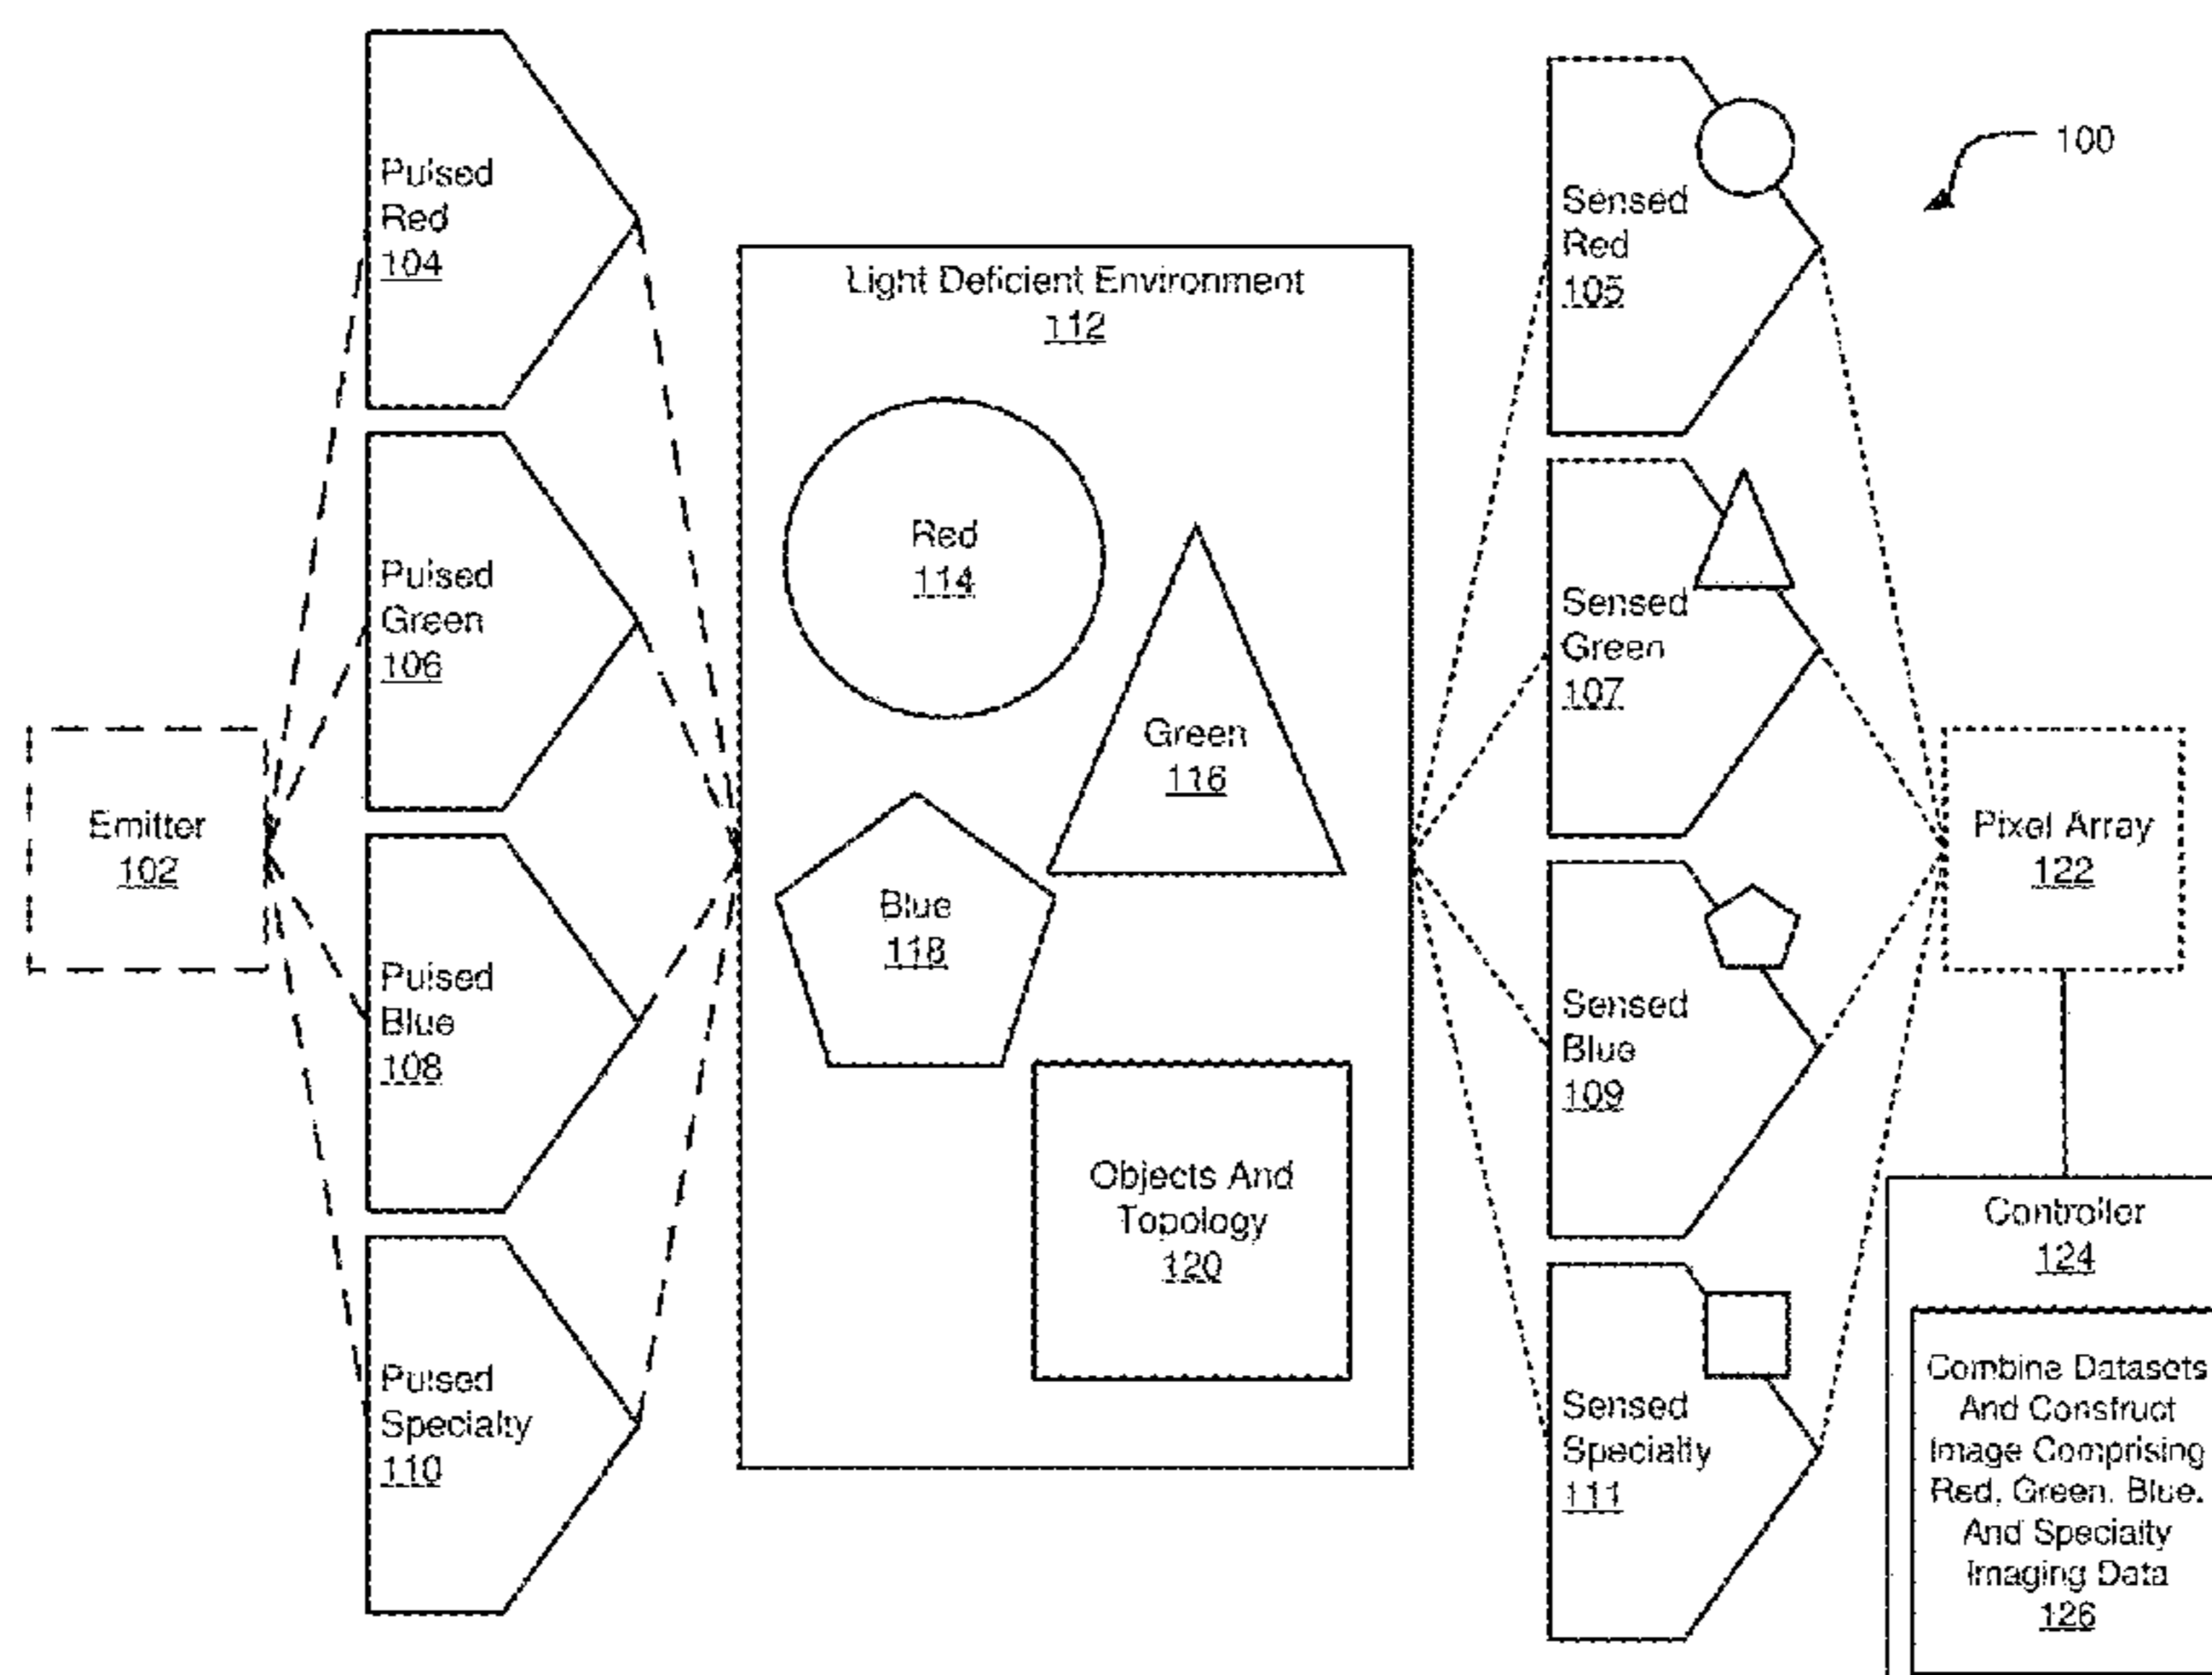 Pulsed
Red
104
Pulsed
Green
106
Pulsed
Blue
108
Pulsed
Specialty
110
Emitter
102
Light Deficient Environment
112
Red
114
Green
116
Blue
118
Objects And
Topology
120
Sensed
Red
105
Sensed
Green
107
Sensed
Blue
109
Sensed
Specialty
111
100
Pixel Array
122
Controller
124
Combine Datasets
And Construct
Image Comprising
Red, Green, Blue,
And Specialty
Imaging Data
126